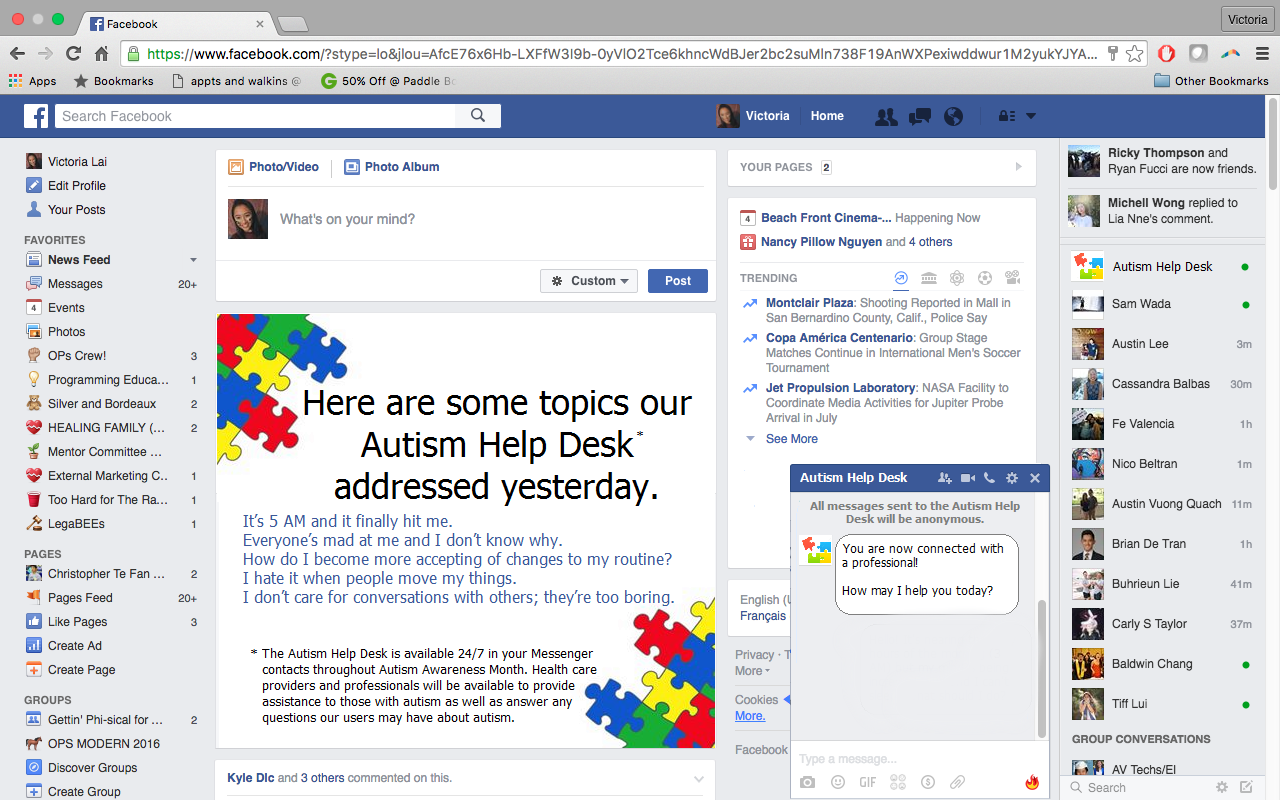 Facebook
Victoria
https://www.facebook.com/?stype=lo&jlou=AfcE76x6Hb-LXFfW3I9b-0yVlO2Tce6khncWdBJer2bc2suMln738F19AnWXPexiwddwur1M2yukYJYA...
Apps
Bookmarks
appts and walkins @
50% Off @ Paddle Bo
Other Bookmarks
Search Facebook
Victoria
Home
Victoria Lai
Edit Profile
Your Posts
FAVORITES
News Feed
Messages 20+
4 Events
Photos
OPs Crew! 3
Programming Educa... 1
Silver and Bordeaux 2
HEALING FAMILY (... 2
Mentor Committee ...
External Marketing C.. 1
Too Hard for The Ra... 1
LegaBEEs 1
PAGES
Christopher Te Fan ... 2
Pages Feed 20+
Like Pages 3
Create Ad
Create Page
GROUPS
Gettin' Phi-sical for ... 2
OPS MODERN 2016
Discover Groups
Create Group
Photo/Video
Photo Album
What's on your mind?
Custom
Post
Here are some topics our
Autism Help Desk*
addressed yesterday.
It's 5 AM and it finally hit me.
Everyone's mad at me and I don't know why.
How do I become more accepting of changes to my routine?
I hate it when people move my things.
I don't care for conversations with others; they're too boring.
* The Autism Help Desk is available 24/7 in your Messenger
contacts throughout Autism Awareness Month. Health care
providers and professionals will be available to provide
assistance to those with autism as well as answer any
questions our users may have about autism.
Kyle Dlc and 3 others commented on this.
YOUR PAGES 2
4 Beach Front Cinema-... Happening Now
Nancy Pillow Nguyen and 4 others
TRENDING
Montclair Plaza: Shooting Reported in Mall in
San Bernardino County, Calif., Police Say
Copa América Centenario: Group Stage
Matches Continue in International Men's Soccer
Tournament
Jet Propulsion Laboratory: NASA Facility to
Coordinate Media Activities for Jupiter Probe
Arrival in July
See More
English (U
Français
Privacy · T
More
Cookies
More.
Facebook
Autism Help Desk
All messages sent to the Autism Help
Desk will be anonymous.
You are now connected with
a professional!
How may I help you today?
Type a message...
GIF
Ricky Thompson and
Ryan Fucci are now friends.
Michell Wong replied to
Lia Nne's comment.
Autism Help Desk
Sam Wada
Austin Lee 3m
Cassandra Balbas 30m
Fe Valencia 1h
Nico Beltran 1m
Austin Vuong Quach 11m
Brian De Tran 1h
Buhrieun Lie 41m
Carly S Taylor 37m
Baldwin Chang
Tiff Lui
GROUP CONVERSATIONS
AV Techs/El
Search